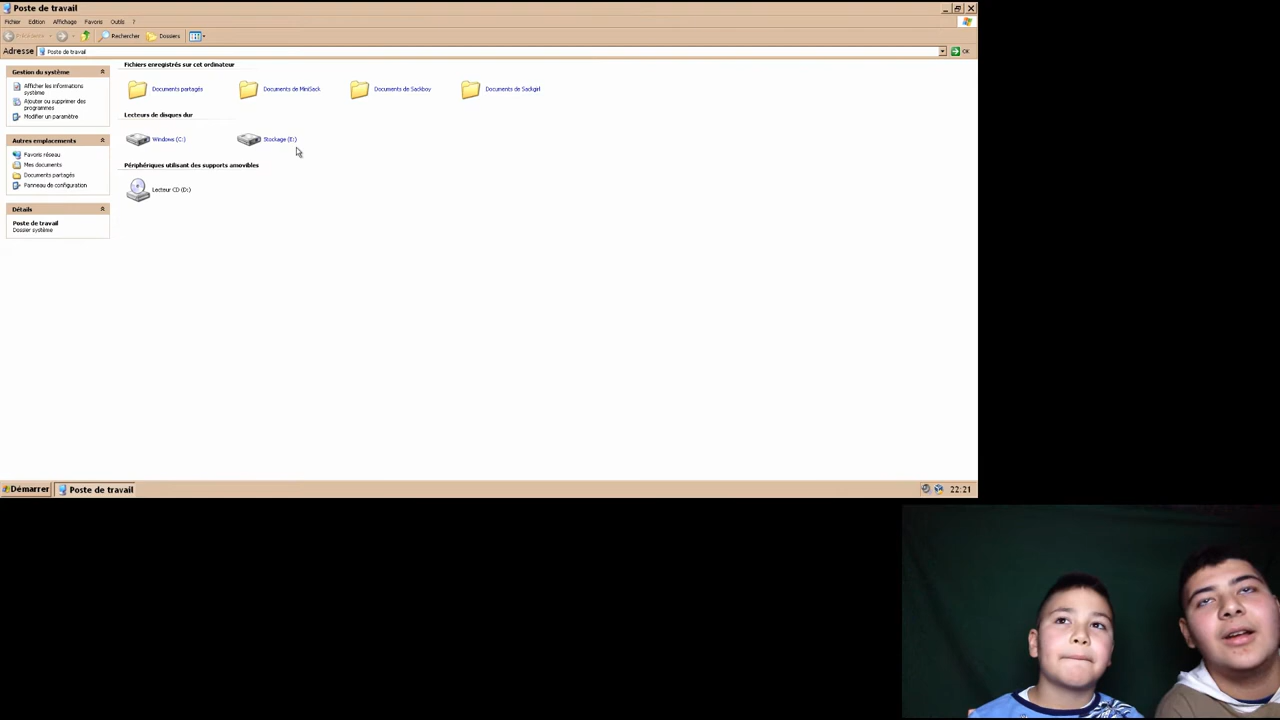 Poste de travail
Fichier Edition Affichage Favoris Outils ?
Précédente Rechercher Dossiers
Adresse Poste de travail OK
Gestion du système
Afficher les informations
système
Ajouter ou supprimer des
programmes
Modifier un paramètre
Autres emplacements
Favoris réseau
Mes documents
Documents partagés
Panneau de configuration
Détails
Poste de travail
Dossier système
Fichiers enregistrés sur cet ordinateur
Documents partagés Documents de MiniSack Documents de Sackboy Documents de Sackgirl
Lecteurs de disques dur
Windows (C:) Stockage (E:)
Périphériques utilisant des supports amovibles
Lecteur CD (D:)
Démarrer Poste de travail 22:21